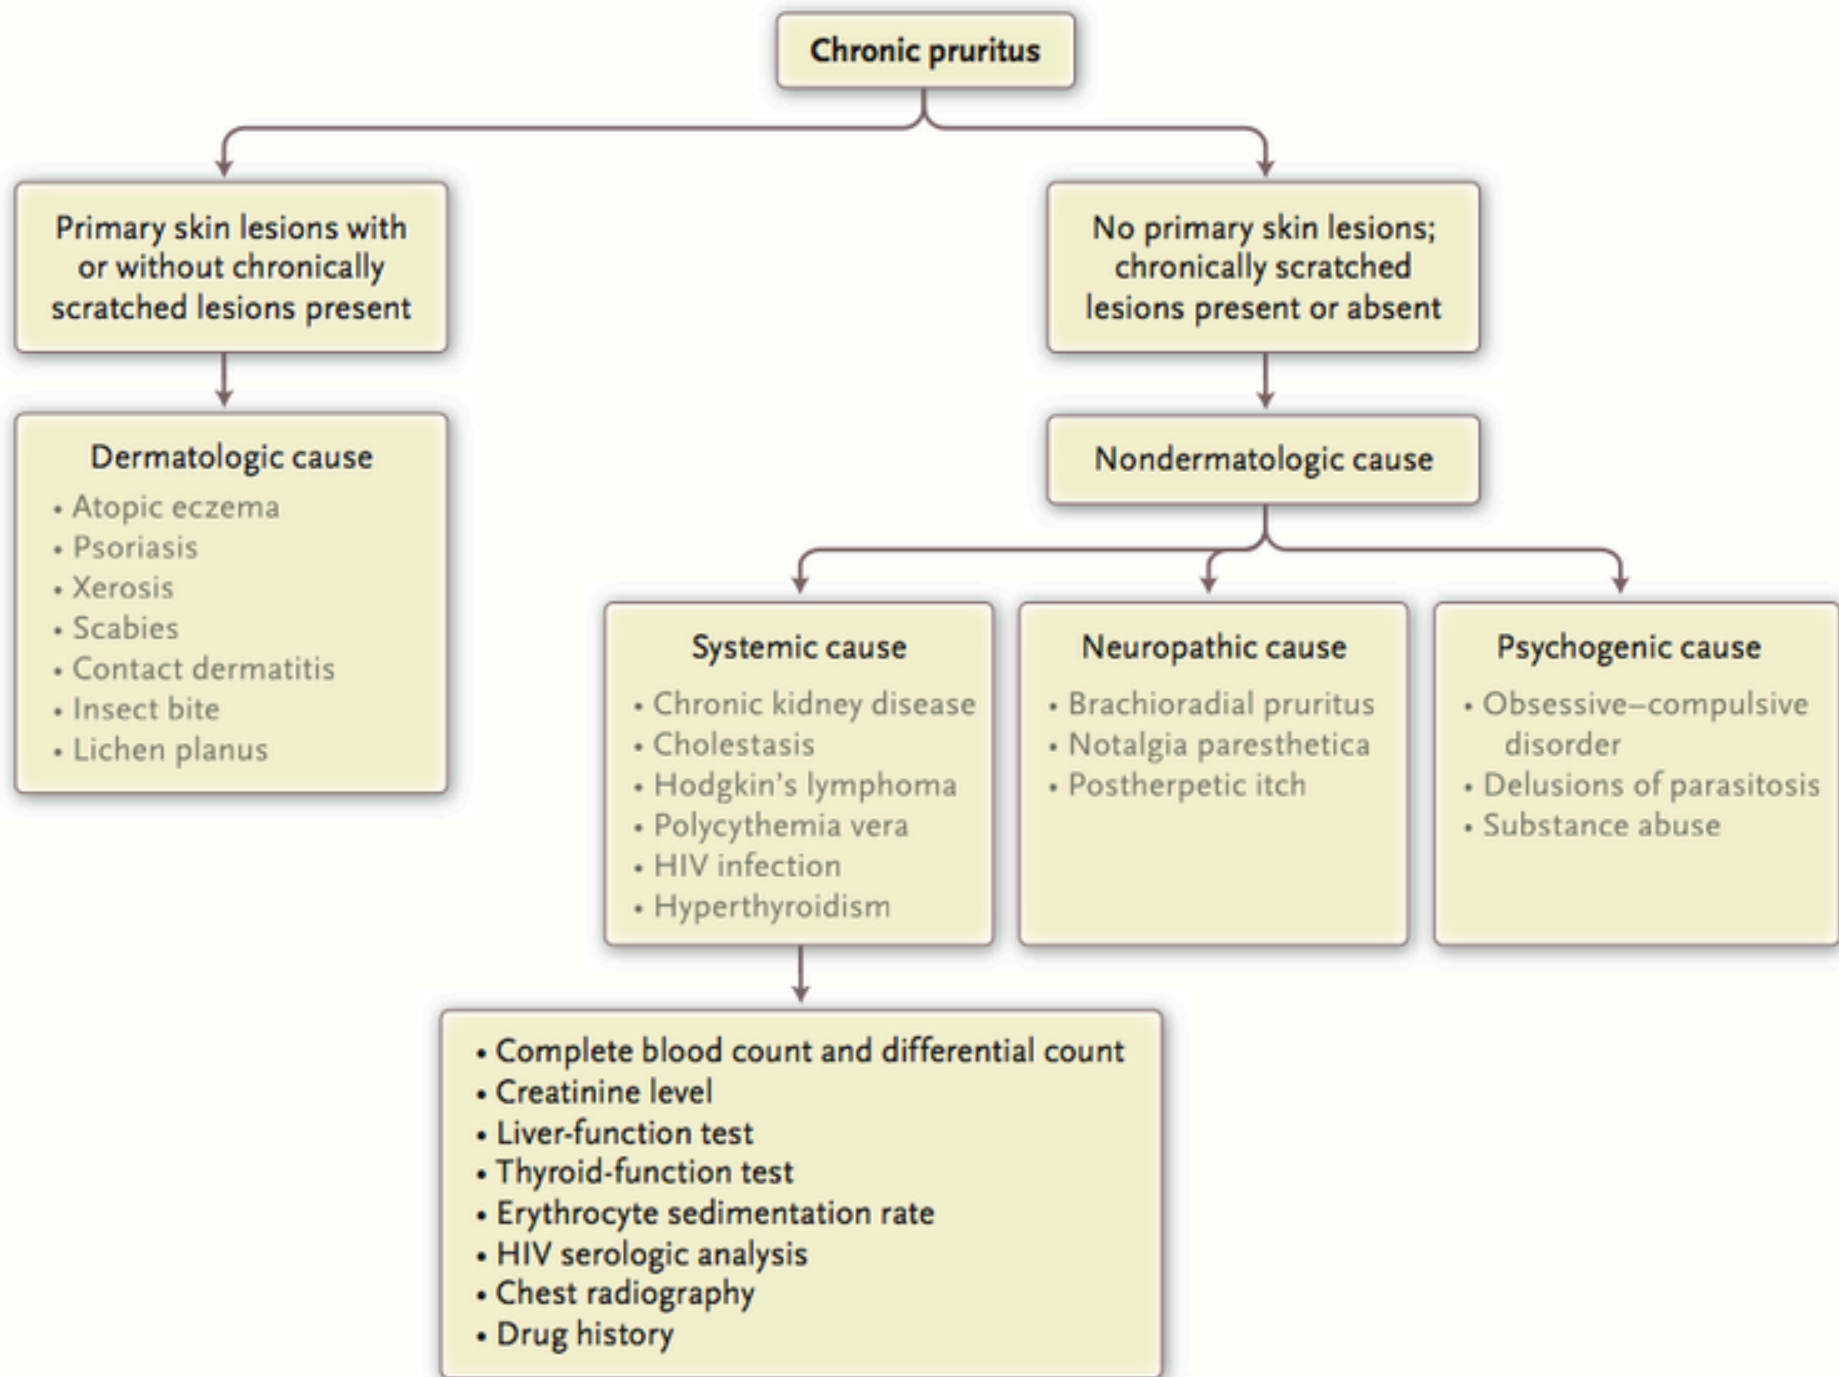 Chronic pruritus
Primary skin lesions with
or without chronically
scratched lesions present
No primary skin lesions;
chronically scratched
lesions present or absent
Dermatologic cause
• Atopic eczema
• Psoriasis
• Xerosis
• Scabies
• Contact dermatitis
• Insect bite
• Lichen planus
Nondermatologic cause
Systemic cause
• Chronic kidney disease
• Cholestasis
• Hodgkin's lymphoma
• Polycythemia vera
• HIV infection
• Hyperthyroidism
Neuropathic cause
• Brachioradial pruritus
• Notalgia paresthetica
• Postherpetic itch
Psychogenic cause
• Obsessive–compulsive
disorder
• Delusions of parasitosis
• Substance abuse
• Complete blood count and differential count
• Creatinine level
• Liver-function test
• Thyroid-function test
• Erythrocyte sedimentation rate
• HIV serologic analysis
• Chest radiography
• Drug history